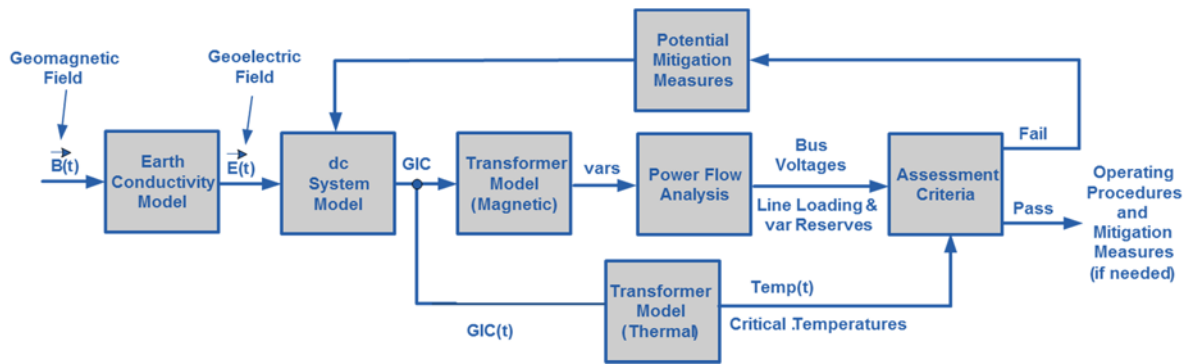 Geomagnetic
Field
Geoelectric
Field
B(t)
Earth
Conductivity
Model
E(t)
dc
System
Model
GIC
Transformer
Model
(Magnetic)
vars
Power Flow
Analysis
Bus
Voltages
Line Loading &
var Reserves
Assessment
Criteria
Fail
Potential
Mitigation
Measures
Pass
Operating
Procedures
and
Mitigation
Measures
(if needed)
GIC(t)
Transformer
Model
(Thermal)
Temp(t)
Critical .Temperatures